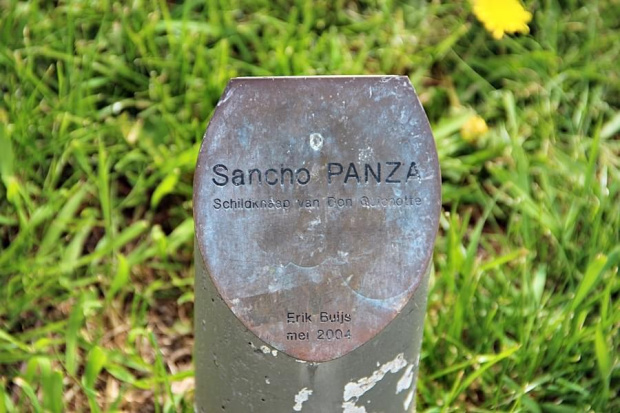 Sancho PANZA
Schildknaap van Don Quichotte
Erik Buijs
mei 2004